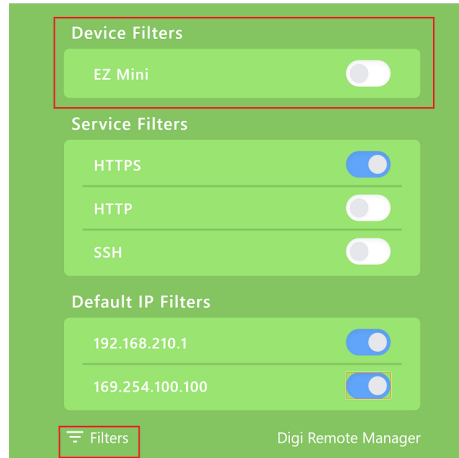 Device Filters
EZ Mini
Service Filters
HTTPS
HTTP
SSH
Default IP Filters
192.168.210.1
169.254.100.100
Filters
Digi Remote Manager